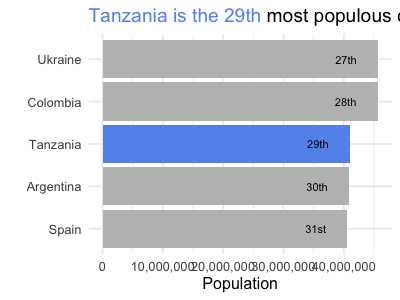 Tanzania is the 29th most populous
Ukraine 27th
Colombia 28th
Tanzania 29th
Argentina 30th
Spain 31st
0 10,000,000 20,000,000 30,000,000 40,000,000
Population